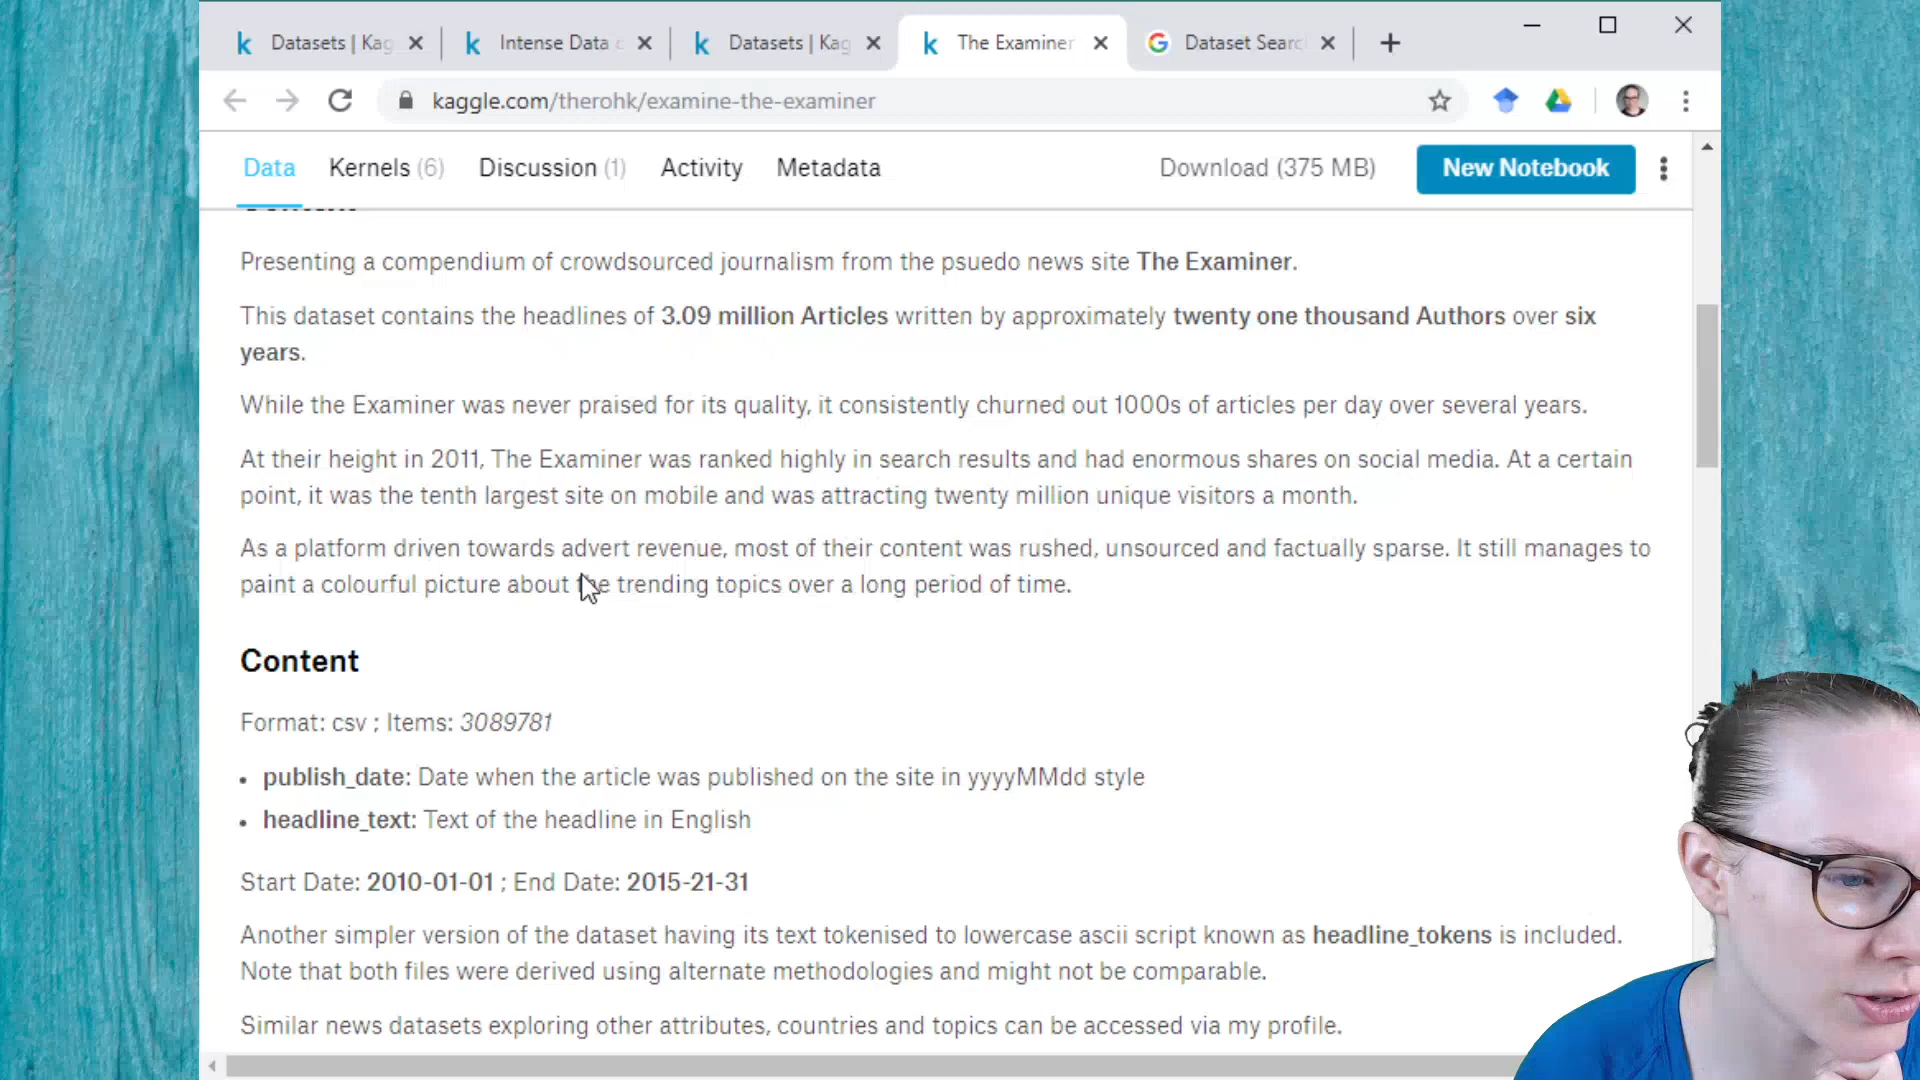 Datasets | Kag
Intense Data
Datasets | Kag
The Examiner
Dataset Searc
kaggle.com/therohk/examine-the-examiner
Data Kernels (6) Discussion (1) Activity Metadata Download (375 MB) New Notebook
Presenting a compendium of crowdsourced journalism from the psuedo news site The Examiner.
This dataset contains the headlines of 3.09 million Articles written by approximately twenty one thousand Authors over six
years.
While the Examiner was never praised for its quality, it consistently churned out 1000s of articles per day over several years.
At their height in 2011, The Examiner was ranked highly in search results and had enormous shares on social media. At a certain
point, it was the tenth largest site on mobile and was attracting twenty million unique visitors a month.
As a platform driven towards advert revenue, most of their content was rushed, unsourced and factually sparse. It still manages to
paint a colourful picture about the trending topics over a long period of time.
Content
Format: csv ; Items: 3089781
• publish_date: Date when the article was published on the site in yyyyMMdd style
• headline_text: Text of the headline in English
Start Date: 2010-01-01 ; End Date: 2015-21-31
Another simpler version of the dataset having its text tokenised to lowercase ascii script known as headline_tokens is included.
Note that both files were derived using alternate methodologies and might not be comparable.
Similar news datasets exploring other attributes, countries and topics can be accessed via my profile.